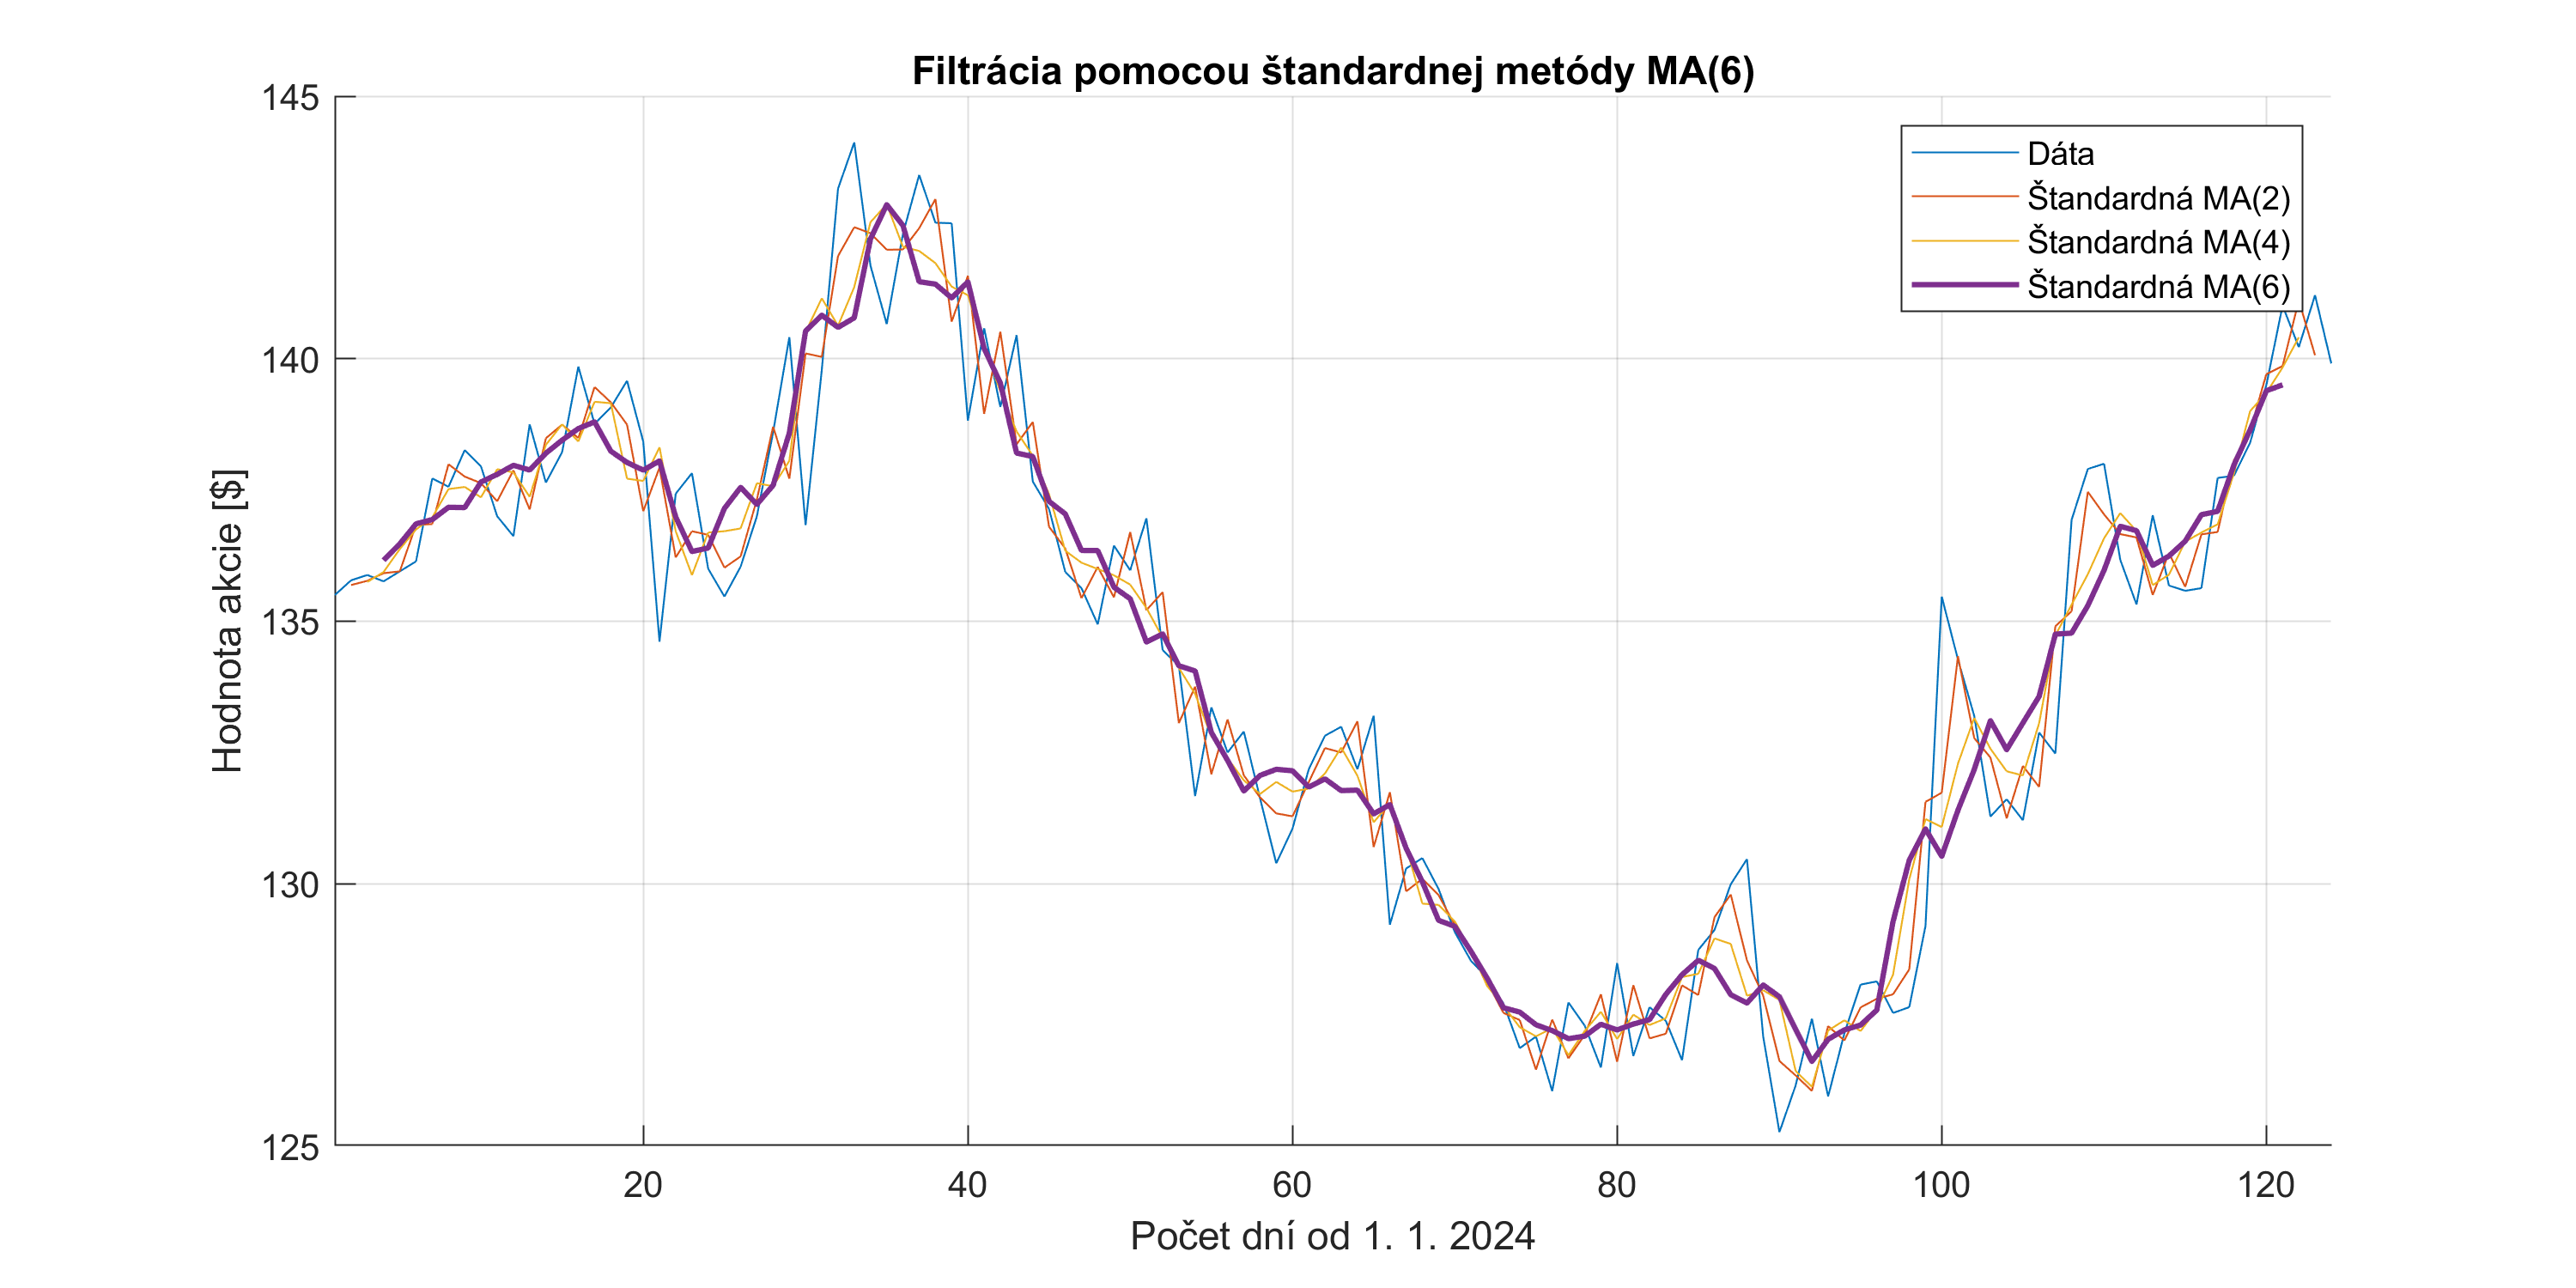 Filtrácia pomocou štandardnej metódy MA(6)
145
140
135
130
125
Hodnota akcie [$]
Dáta
Štandardná MA(2)
Štandardná MA(4)
Štandardná MA(6)
20 40 60 80 100 120
Počet dní od 1. 1. 2024